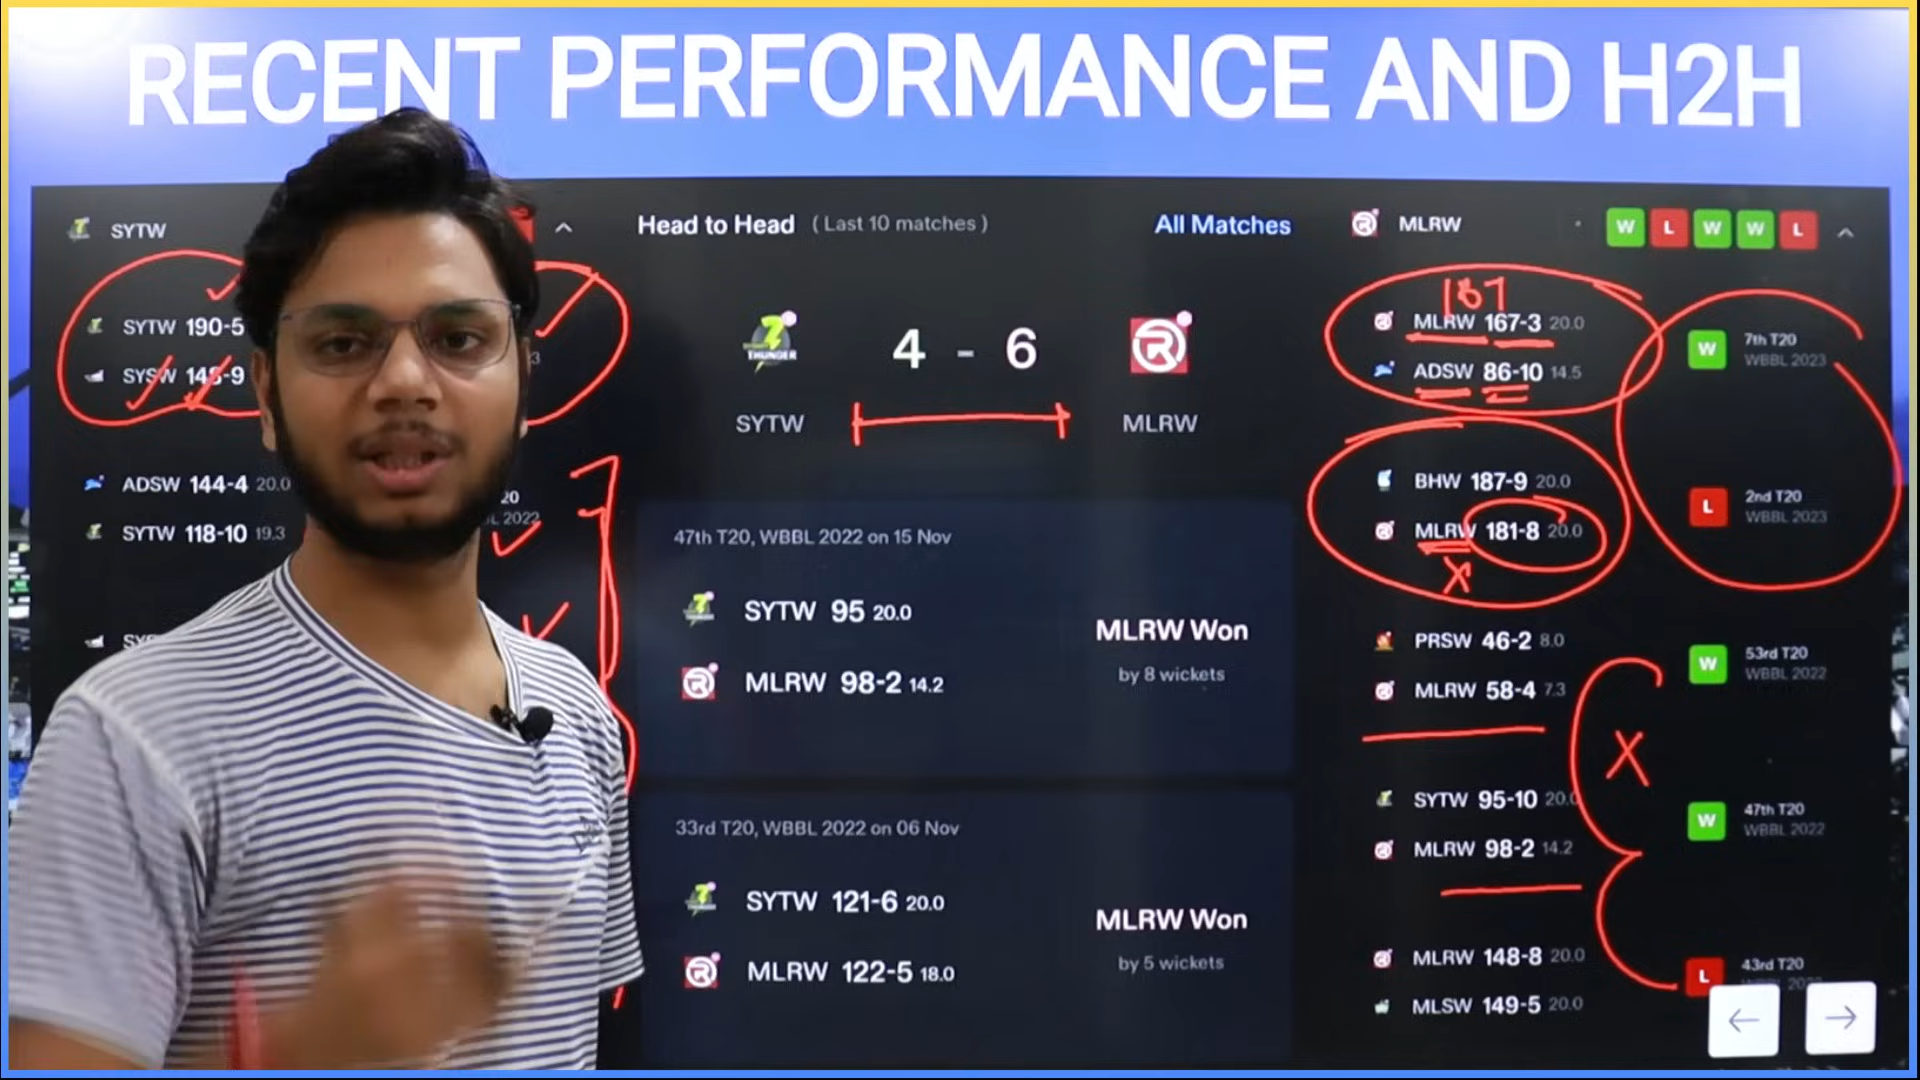 RECENT PERFORMANCE AND H2H
SYTW
SYTW 190-5
SYSW 145-9
ADSW 144-4 20.0
SYTW 118-10 19.3
Head to Head ( Last 10 matches ) All Matches
THUNDER
4 - 6
R
SYTW MLRW
47th T20, WBBL 2022 on 15 Nov
SYTW 95 20.0
MLRW 98-2 14.2
MLRW Won
by 8 wickets
33rd T20, WBBL 2022 on 06 Nov
SYTW 121-6 20.0
MLRW 122-5 18.0
MLRW Won
by 5 wickets
MLRW W L W W L
167
MLRW 167-3 20.0
ADSW 86-10 14.5
W 7th T20
WBBL 2023
BHW 187-9 20.0
MLRW 181-8 20.0
X
L 2nd T20
WBBL 2023
PRSW 46-2 8.0
MLRW 58-4 7.3
W 53rd T20
WBBL 2022
X
SYTW 95-10 20.0
MLRW 98-2 14.2
W 47th T20
WBBL 2022
MLRW 148-8 20.0
MLSW 149-5 20.0
L 43rd T20